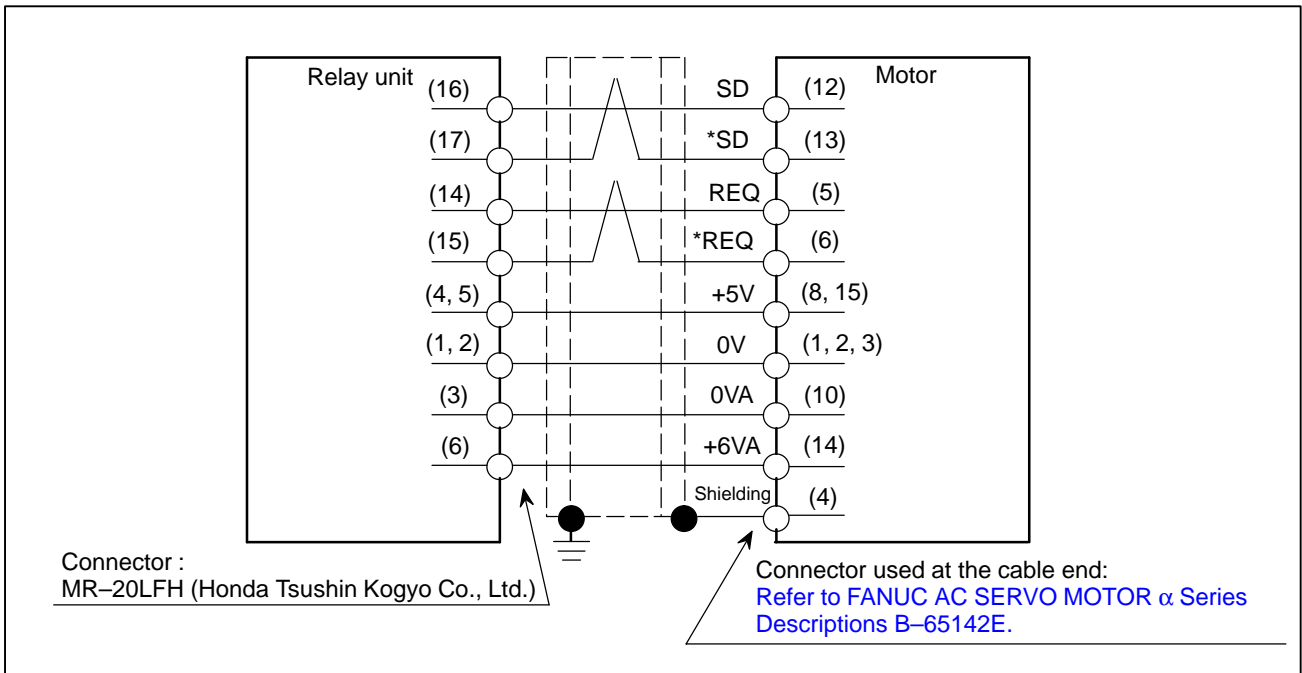 Relay unit
Motor
(16) SD (12)
(17) *SD (13)
(14) REQ (5)
(15) *REQ (6)
(4, 5) +5V (8, 15)
(1, 2) 0V (1, 2, 3)
(3) 0VA (10)
(6) +6VA (14)
Shielding (4)
Connector :
MR–20LFH (Honda Tsushin Kogyo Co., Ltd.)
Connector used at the cable end:
Refer to FANUC AC SERVO MOTOR α Series
Descriptions B–65142E.